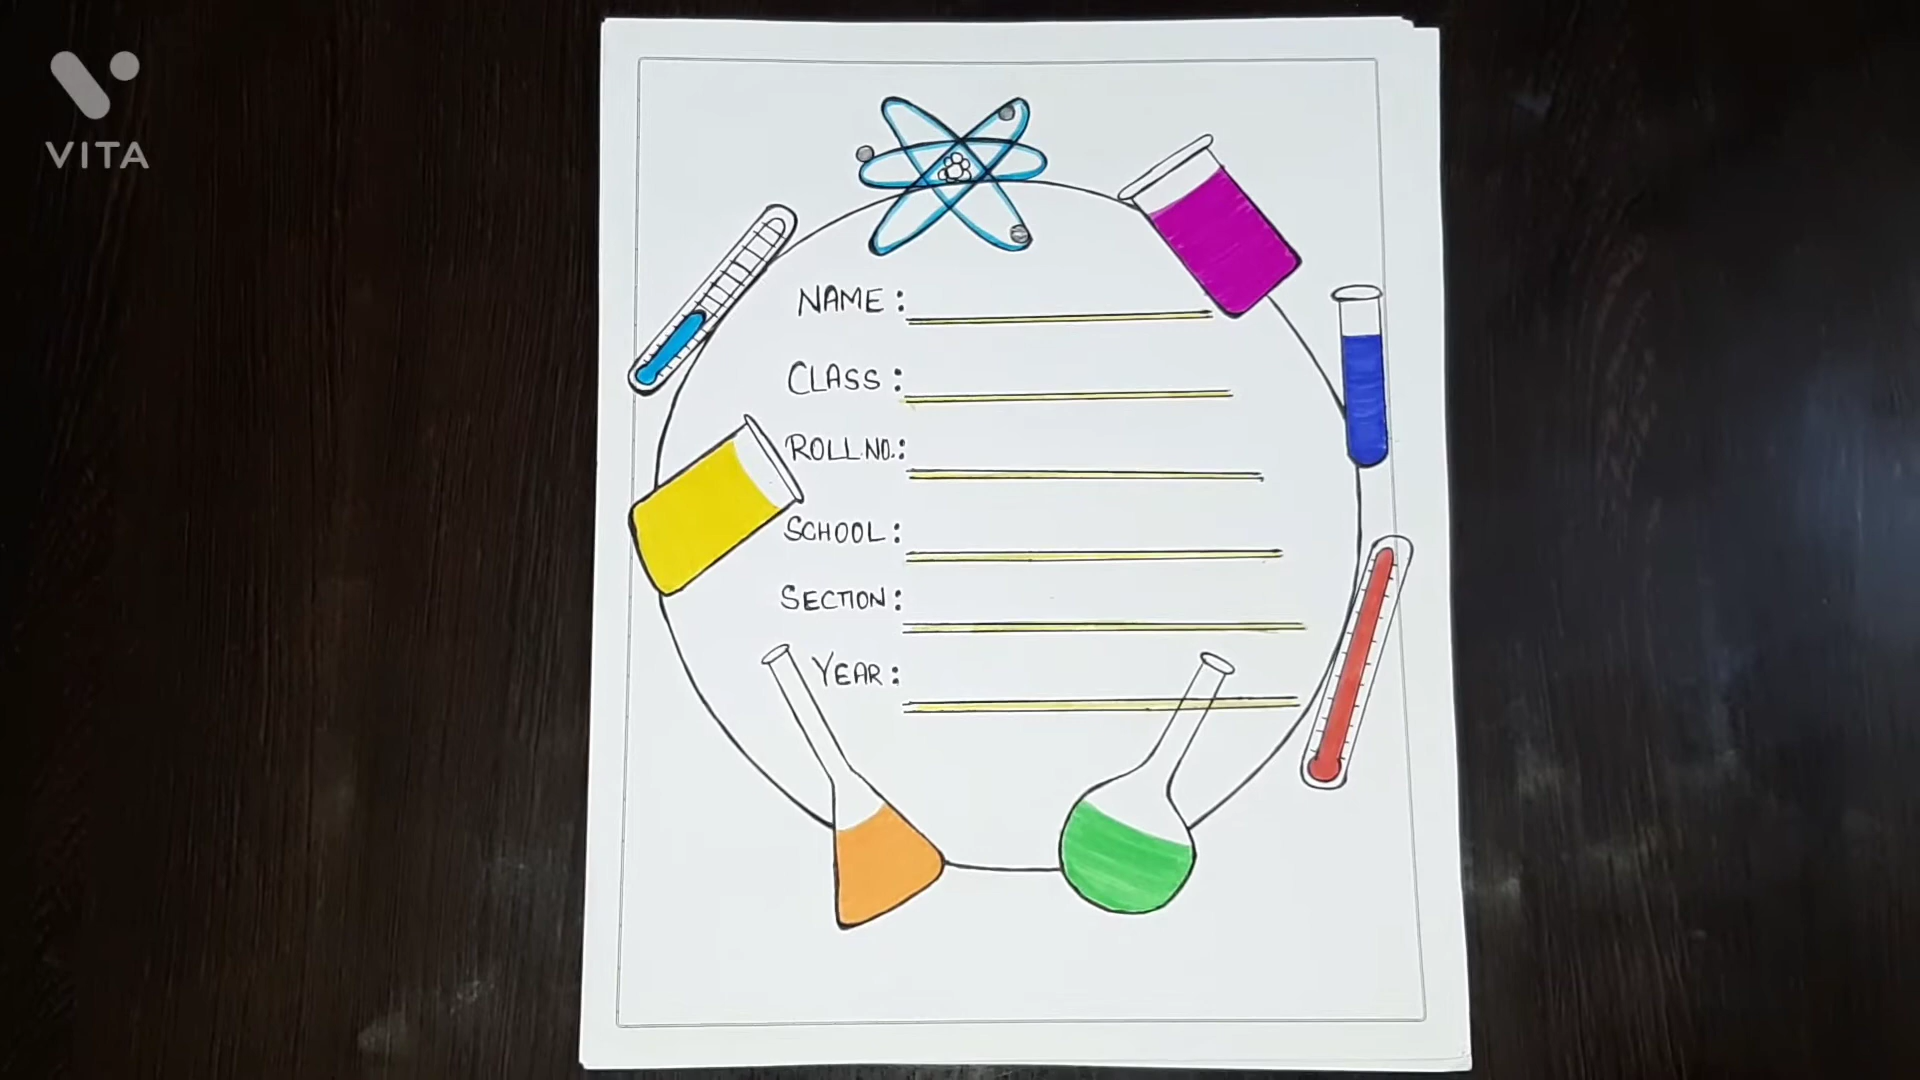 VITA
NAME:
CLASS:
ROLL.NO.:
SCHOOL:
SECTION:
YEAR: